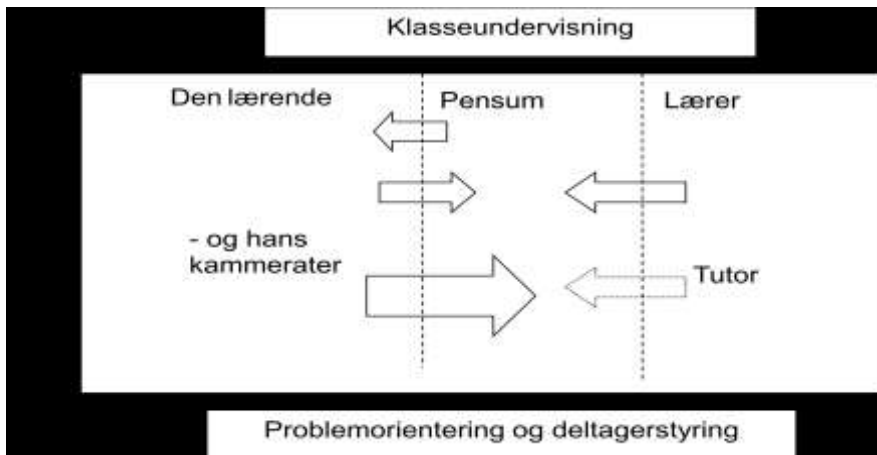 Klasseundervisning
Den lærende
Pensum
Lærer
- og hans
kammerater
Tutor
Problemorientering og deltagerstyring